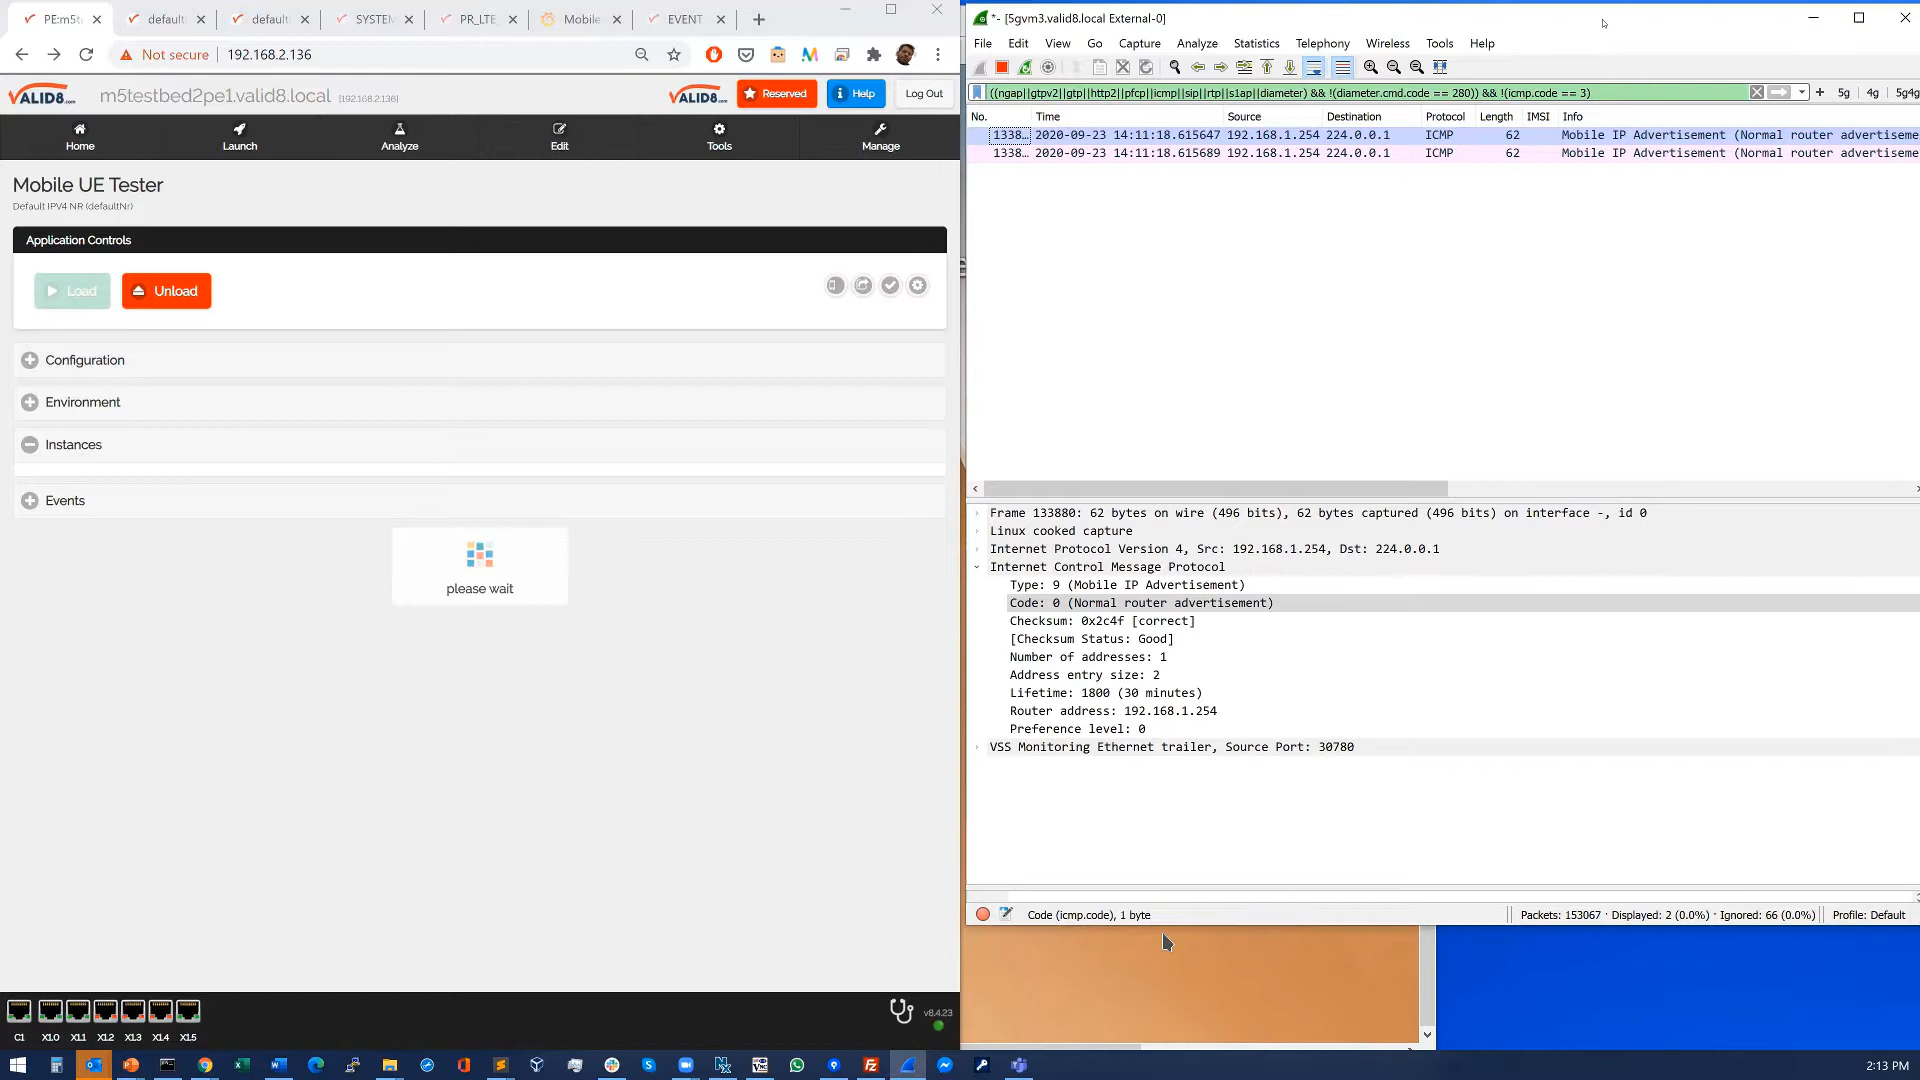 PE:m5t
default
default
SYSTEM
PR_LTE
Mobile
EVENT
Not secure
192.168.2.136
VALID8.com
m5testbed2pe1.valid8.local
[192.168.2.136]
VALID8.com
Reserved
Help
Log Out
Home
Launch
Analyze
Edit
Tools
Manage
Mobile UE Tester
Default IPV4 NR (defaultNr)
Application Controls
Load
Unload
Configuration
Environment
Instances
Events
please wait
C1
X1.0
X1.1
X1.2
X1.3
X1.4
X1.5
v8.4.23
*- [5gvm3.valid8.local External-0]
File Edit View Go Capture Analyze Statistics Telephony Wireless Tools Help
((ngap||gtpv2||gtp||http2||pfcp||icmp||sip||rtp||s1ap||diameter) && !(diameter.cmd.code == 280)) && !(icmp.code == 3)
5g
4g
5g4g
No. Time Source Destination Protocol Length IMSI Info
1338… 2020-09-23 14:11:18.615647 192.168.1.254 224.0.0.1 ICMP 62 Mobile IP Advertisement (Normal router advertiseme
1338… 2020-09-23 14:11:18.615689 192.168.1.254 224.0.0.1 ICMP 62 Mobile IP Advertisement (Normal router advertiseme
Frame 133880: 62 bytes on wire (496 bits), 62 bytes captured (496 bits) on interface -, id 0
Linux cooked capture
Internet Protocol Version 4, Src: 192.168.1.254, Dst: 224.0.0.1
Internet Control Message Protocol
Type: 9 (Mobile IP Advertisement)
Code: 0 (Normal router advertisement)
Checksum: 0x2c4f [correct]
[Checksum Status: Good]
Number of addresses: 1
Address entry size: 2
Lifetime: 1800 (30 minutes)
Router address: 192.168.1.254
Preference level: 0
VSS Monitoring Ethernet trailer, Source Port: 30780
Code (icmp.code), 1 byte
Packets: 153067 · Displayed: 2 (0.0%) · Ignored: 66 (0.0%)
Profile: Default
2:13 PM